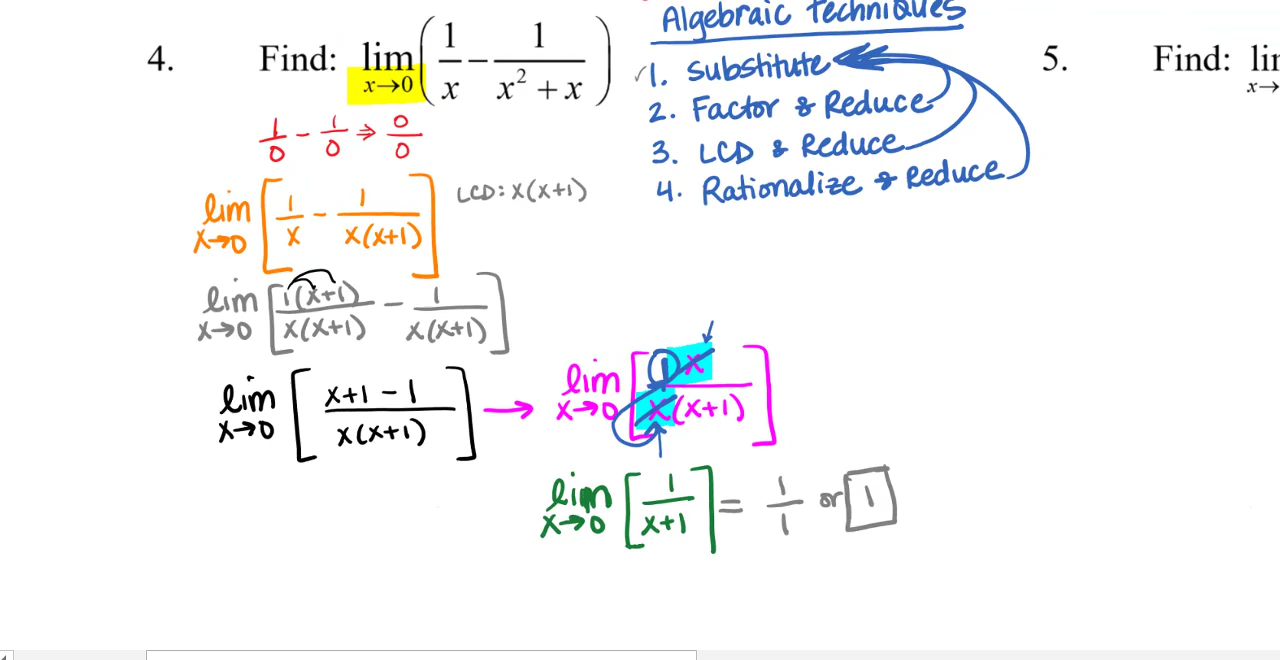 Algebraic Techniques
4. Find: lim x→0 (1/x − 1/(x² + x))
1. Substitute
2. Factor & Reduce
3. LCD & Reduce
4. Rationalize & Reduce
5. Find: lim x→
1/0 − 1/0 ⇒ 0/0
lim x→0 [1/x − 1/(x(x+1))] LCD: x(x+1)
lim x→0 [1(x+1)/(x(x+1)) − 1/(x(x+1))]
lim x→0 [(x+1 − 1)/(x(x+1))] → lim x→0 [1 x/(x(x+1))]
lim x→0 [1/(x+1)] = 1/1 or 1